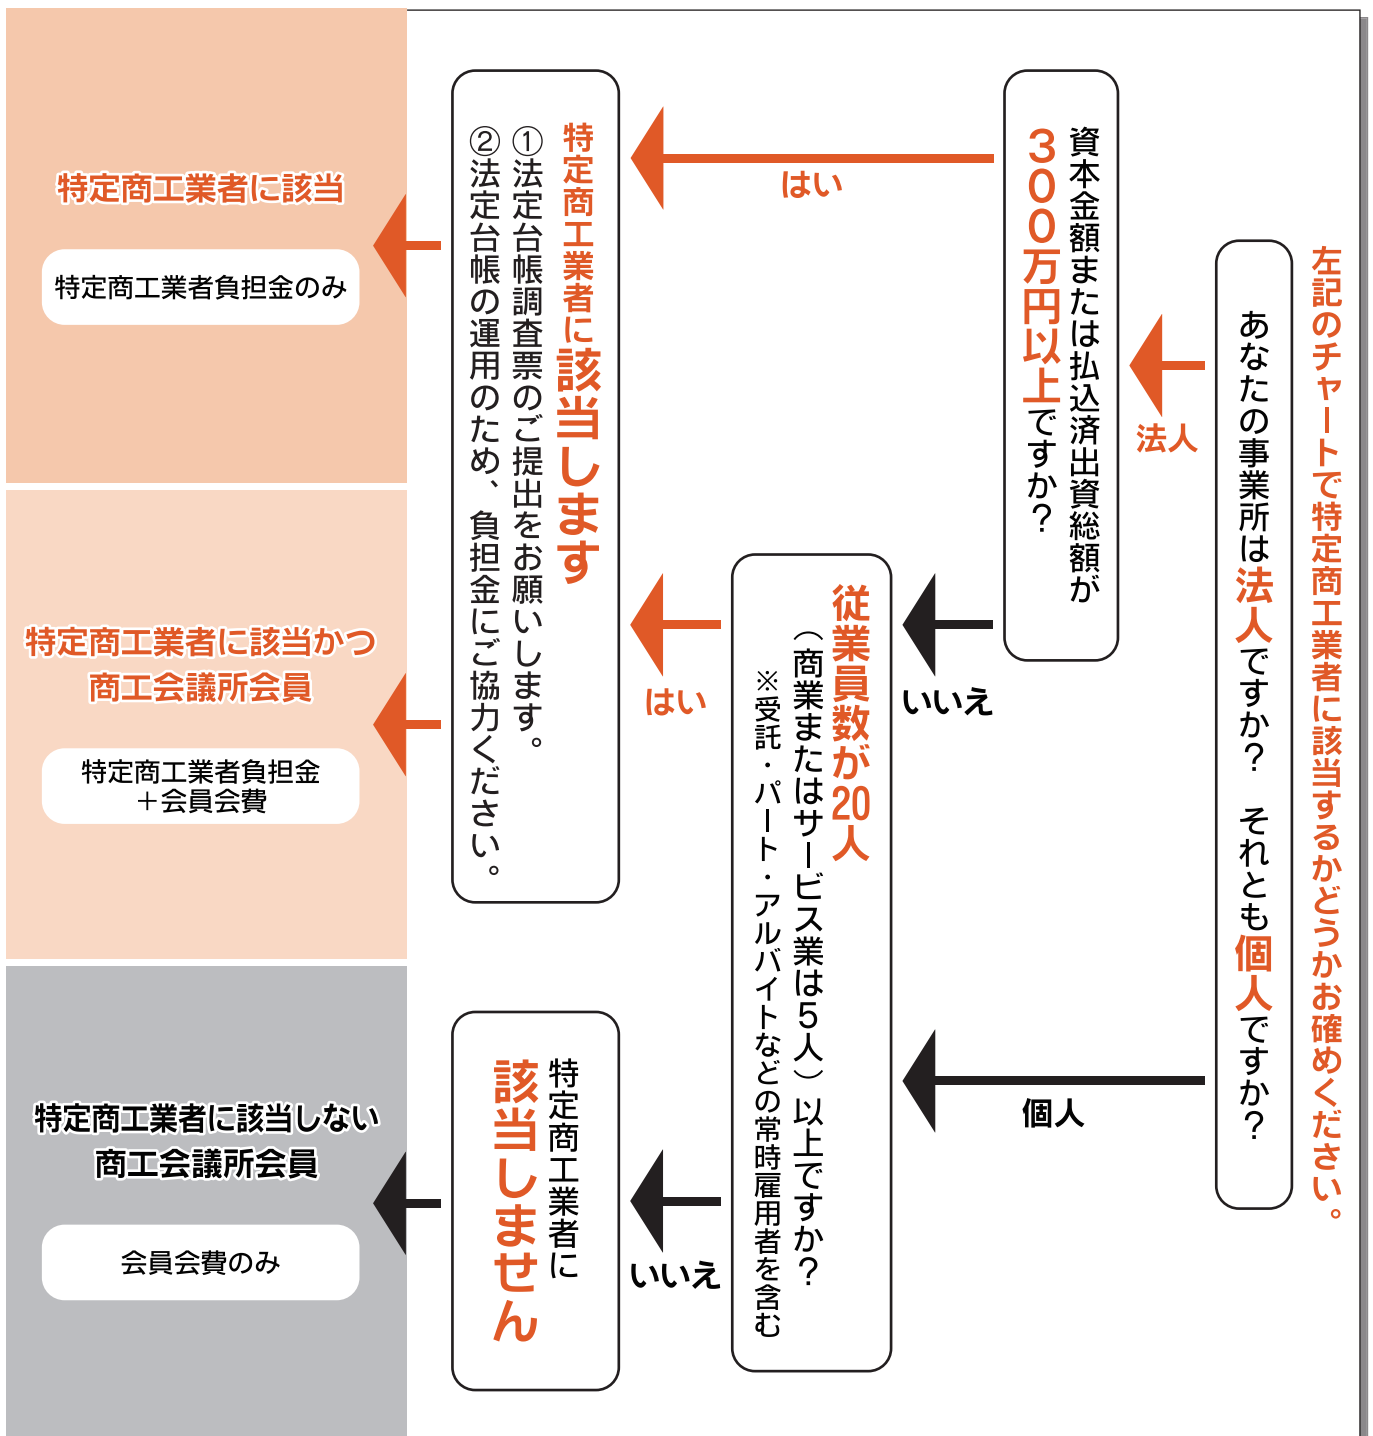 左記のチャートで特定商工業者に該当するかどうかお確めください。
あなたの事業所は法人ですか？　それとも個人ですか？
法人
個人
資本金額または払込済出資総額が
３００万円以上ですか？
はい
いいえ
従業員数が20人
（商業またはサービス業は５人）以上ですか？
※受託・パート・アルバイトなどの常時雇用者を含む
はい
いいえ
特定商工業者に該当します
①法定台帳調査票のご提出をお願いします。
②法定台帳の運用のため、負担金にご協力ください。
特定商工業者に
該当しません
特定商工業者に該当
特定商工業者負担金のみ
特定商工業者に該当かつ
商工会議所会員
特定商工業者負担金
＋会員会費
特定商工業者に該当しない
商工会議所会員
会員会費のみ